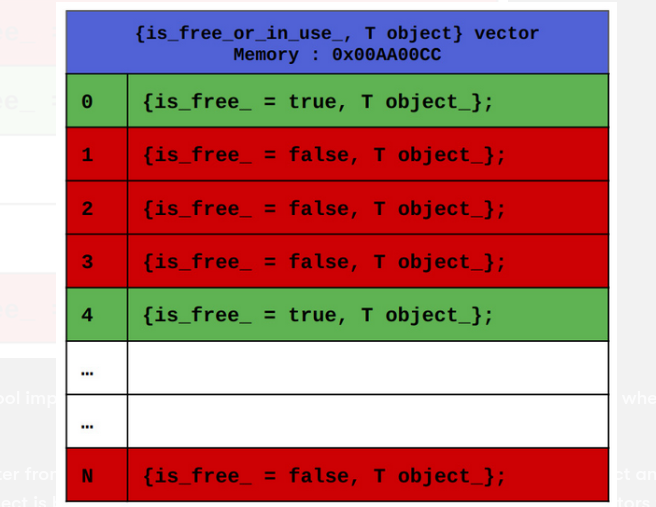 {is_free_or_in_use_, T object} vector
Memory : 0x00AA00CC
0 {is_free_ = true, T object_};
1 {is_free_ = false, T object_};
2 {is_free_ = false, T object_};
3 {is_free_ = false, T object_};
4 {is_free_ = true, T object_};
…
…
N {is_free_ = false, T object_};